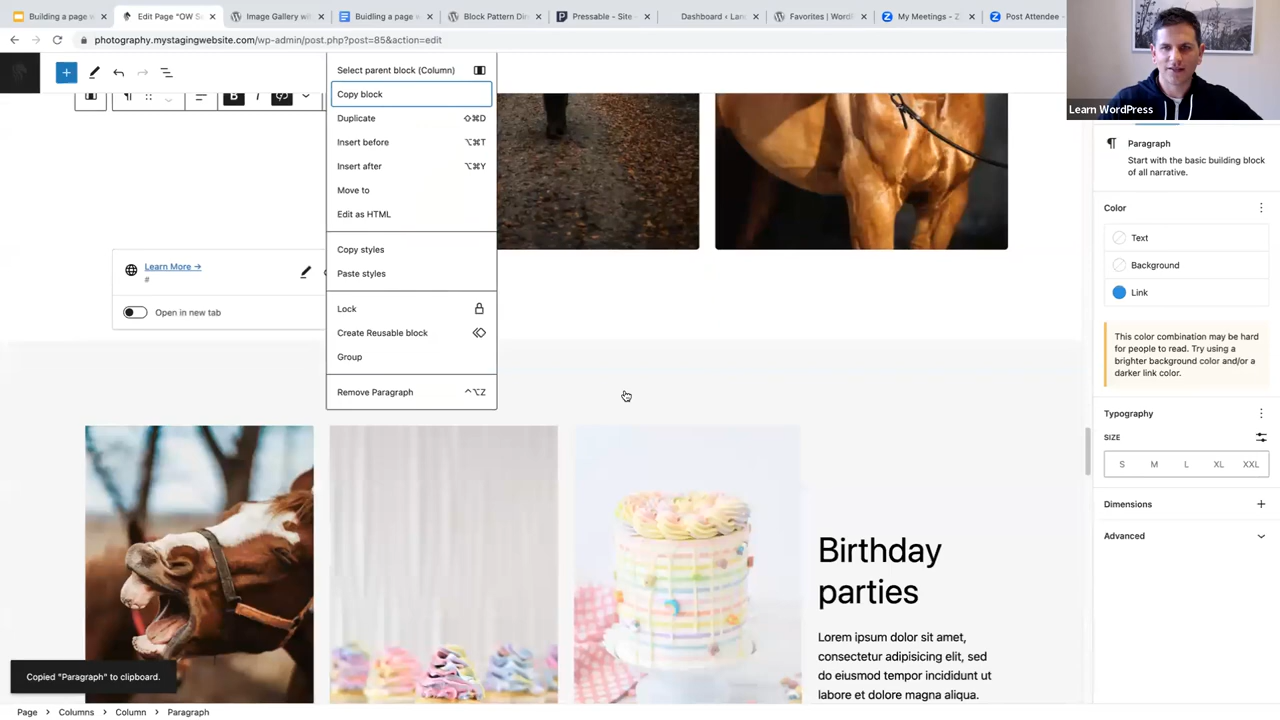 Building a page w
Edit Page "OW S
Image Gallery with
Buidling a page w
Block Pattern Dir
Pressable - Site
Dashboard ‹ Lan
Favorites | Word
My Meetings - Z
Post Attendee
photography.mystagingwebsite.com/wp-admin/post.php?post=85&action=edit
Learn WordPress
B
Select parent block (Column)
Copy block
Duplicate ⇧⌘D
Insert before ⌥⌘T
Insert after ⌥⌘Y
Move to
Edit as HTML
Copy styles
Paste styles
Lock
Create Reusable block
Group
Remove Paragraph ^⌥Z
Learn More →
#
Open in new tab
Birthday
parties
Lorem ipsum dolor sit amet,
consectetur adipisicing elit, sed
do eiusmod tempor incididunt ut
labore et dolore magna aliqua.
Copied "Paragraph" to clipboard.
Page › Columns › Column › Paragraph
Paragraph
Start with the basic building block
of all narrative.
Color
Text
Background
Link
This color combination may be hard
for people to read. Try using a
brighter background color and/or a
darker link color.
Typography
SIZE
S M L XL XXL
Dimensions
Advanced